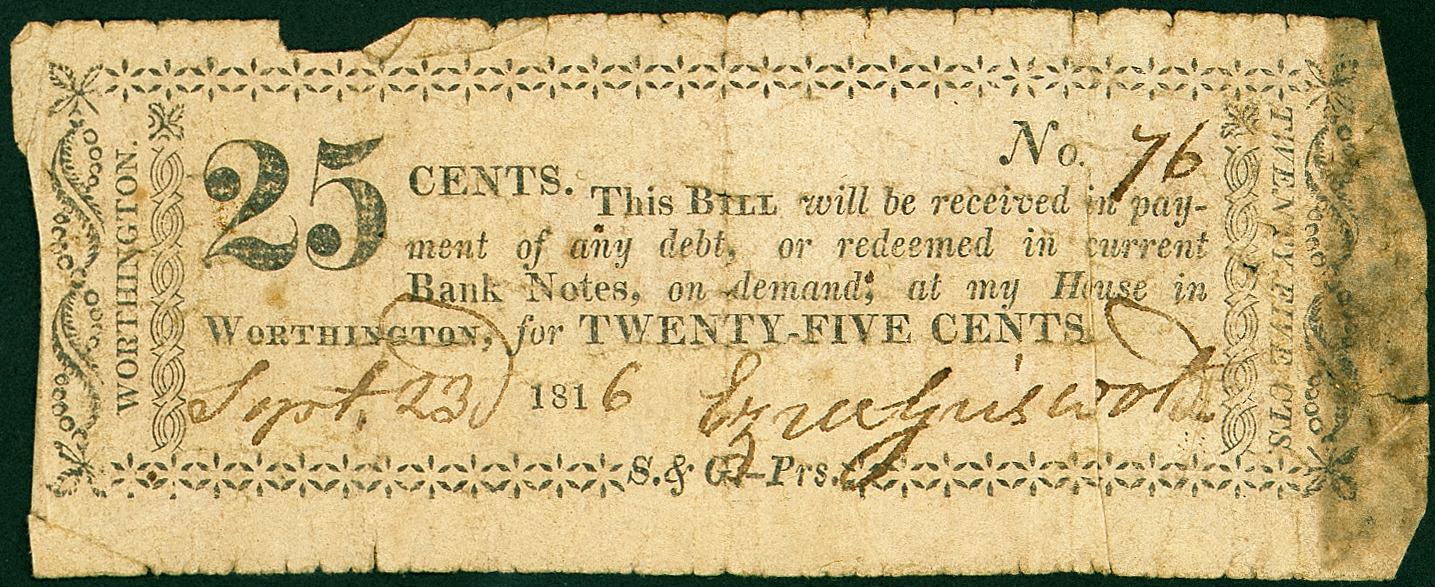 WORTHINGTON.
No. 76
25 CENTS. This BILL will be received in pay-
ment of any debt, or redeemed in current
Bank Notes, on demand, at my House in
WORTHINGTON, for TWENTY-FIVE CENTS
Sept. 23d 1816 Ezra Griswold
S. & G.—Prs.
TWENTY-FIVE CTS.